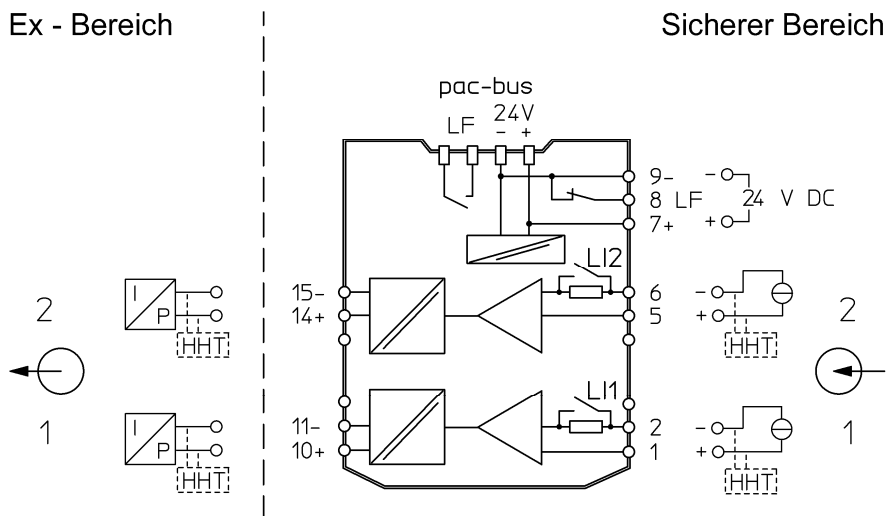 Ex - Bereich
Sicherer Bereich
pac-bus
LF
24V
- +
9-
8 LF
7+
-
+
24 V DC
LI2
15-
14+
6
5
I
P
HHT
-
+
HHT
2
1
2
1
LI1
11-
10+
2
1
I
P
HHT
-
+
HHT